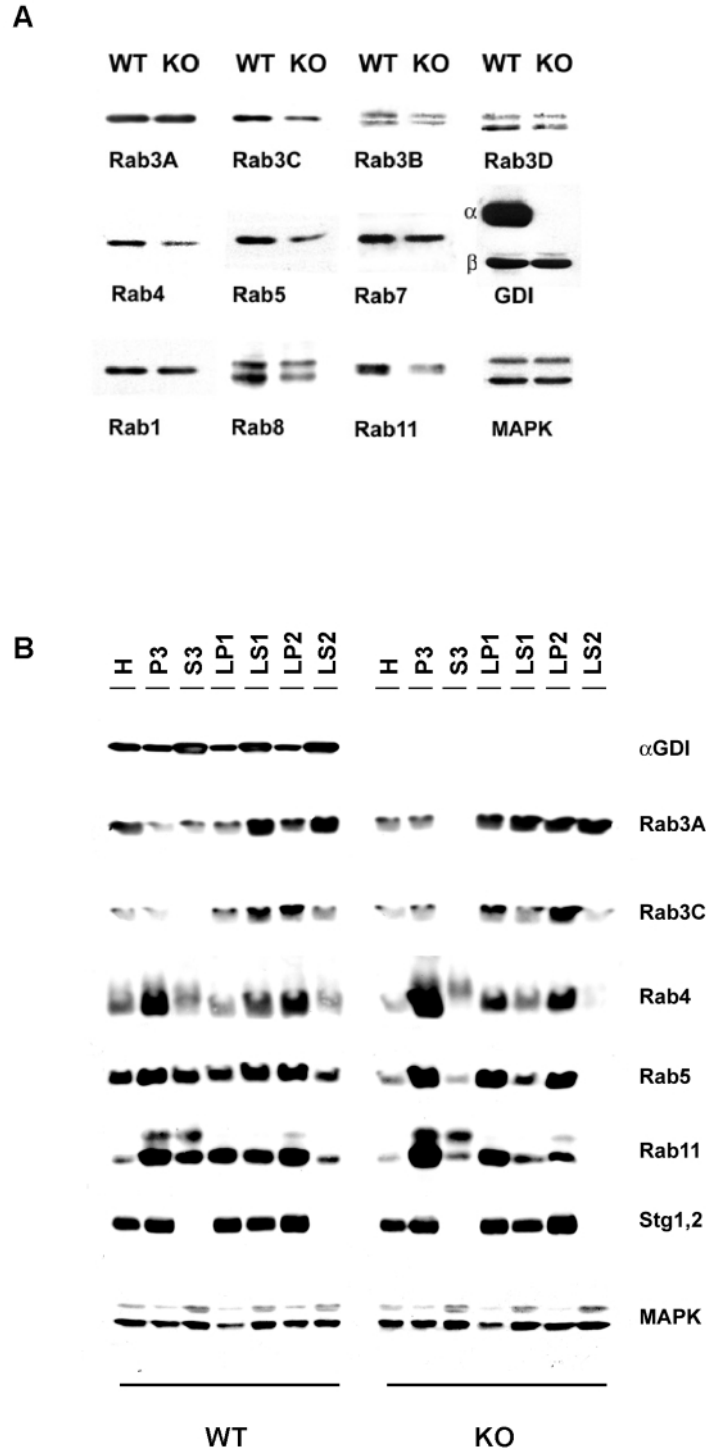 A
WT KO WT KO WT KO WT KO
Rab3A Rab3C Rab3B Rab3D
α
β
Rab4 Rab5 Rab7 GDI
Rab1 Rab8 Rab11 MAPK
B
H P3 S3 LP1 LS1 LP2 LS2 H P3 S3 LP1 LS1 LP2 LS2
αGDI
Rab3A
Rab3C
Rab4
Rab5
Rab11
Stg1,2
MAPK
WT KO